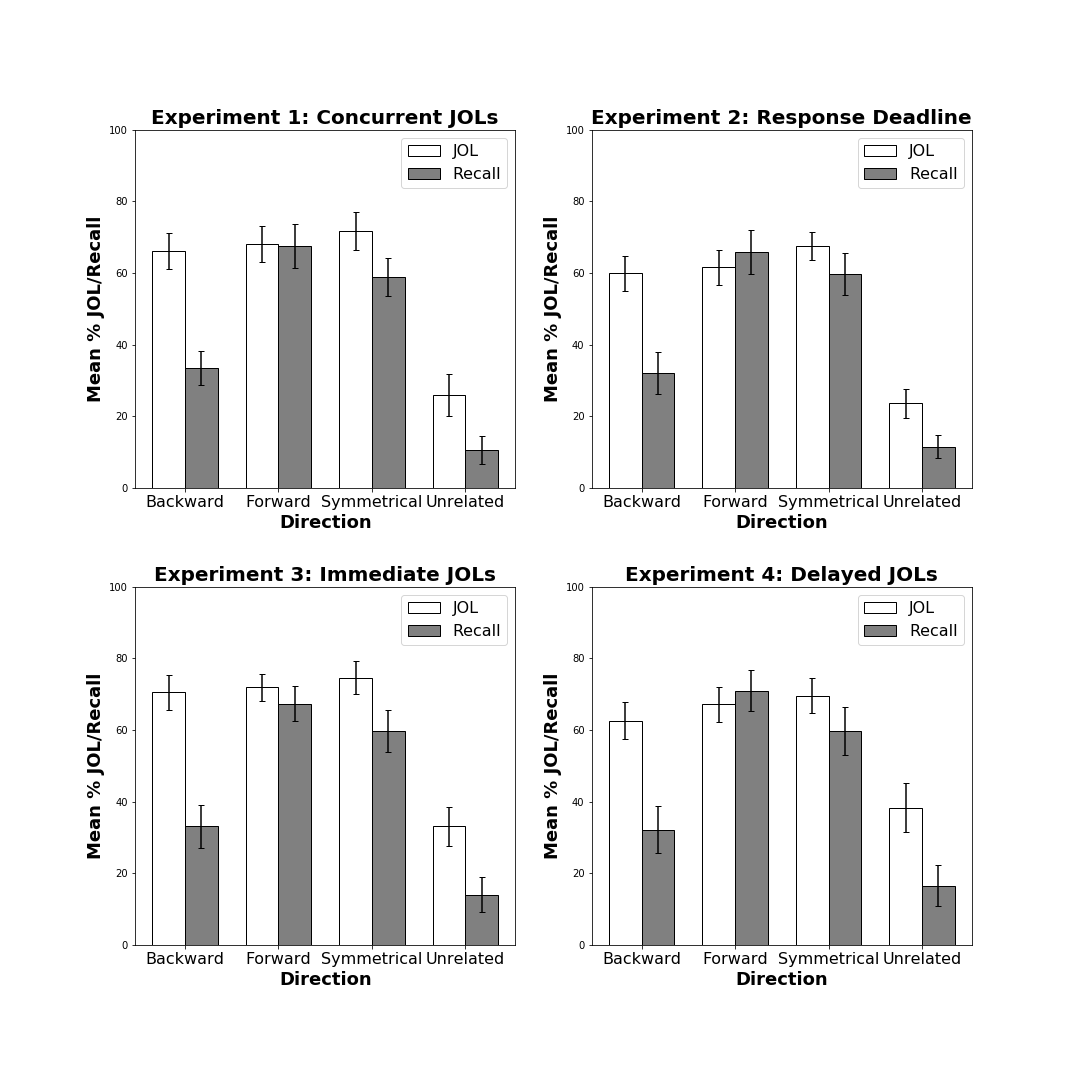 Experiment 1: Concurrent JOLs
100
80
60
40
20
0
Mean % JOL/Recall
JOL
Recall
Backward Forward Symmetrical Unrelated
Direction
Experiment 2: Response Deadline
100
80
60
40
20
0
Mean % JOL/Recall
JOL
Recall
Backward Forward Symmetrical Unrelated
Direction
Experiment 3: Immediate JOLs
100
80
60
40
20
0
Mean % JOL/Recall
JOL
Recall
Backward Forward Symmetrical Unrelated
Direction
Experiment 4: Delayed JOLs
100
80
60
40
20
0
Mean % JOL/Recall
JOL
Recall
Backward Forward Symmetrical Unrelated
Direction